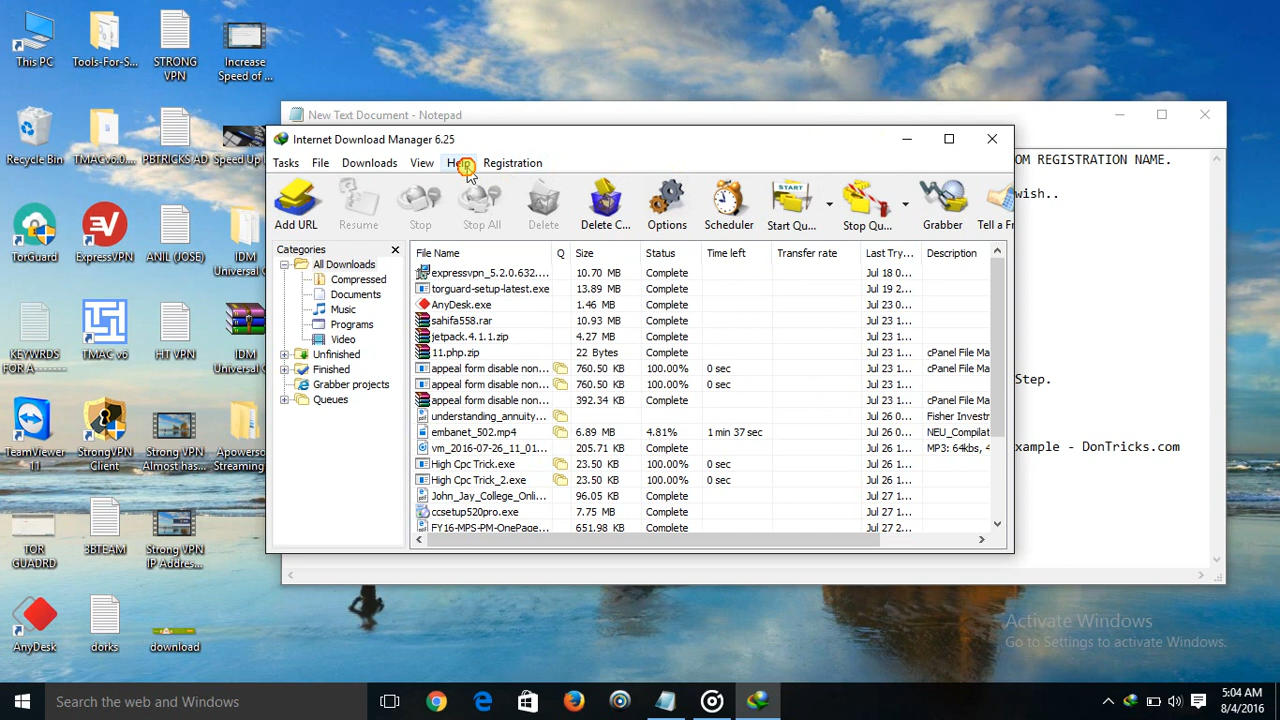 This PC
Tools-For-S...
STRONG
VPN
Increase
Speed of ...
Recycle Bin
TMACv6.0....
PBTRICKS AD
Speed Up
TorGuard
ExpressVPN
ANIL (JOSE)
IDM
Universal C
KEYWRDS
FOR A-------
TMAC v6
HT VPN
IDM
Universal C
TeamViewer
11
StrongVPN
Client
Strong VPN
Almost has...
Apowerso
Streaming
TOR
GUADRD
3BTEAM
Strong VPN
IP Addres...
AnyDesk
dorks
download
New Text Document - Notepad
OM REGISTRATION NAME.
wish..
Step.
xample - DonTricks.com
Internet Download Manager 6.25
Tasks File Downloads View Help Registration
Add URL Resume Stop Stop All Delete Delete C... Options Scheduler Start Qu... Stop Qu... Grabber Tell a Fr
START
Categories
All Downloads
Compressed
Documents
Music
Programs
Video
Unfinished
Finished
Grabber projects
Queues
File Name Q Size Status Time left Transfer rate Last Try... Description
expressvpn_5.2.0.632.... 10.70 MB Complete Jul 18 0...
torguard-setup-latest.exe 13.89 MB Complete Jul 19 2...
AnyDesk.exe 1.46 MB Complete Jul 23 0...
sahifa558.rar 10.93 MB Complete Jul 23 1...
jetpack.4.1.1.zip 4.27 MB Complete Jul 23 1...
11.php.zip 22 Bytes Complete Jul 23 1... cPanel File Ma
appeal form disable non... 760.50 KB 100.00% 0 sec Jul 23 1... cPanel File Ma
appeal form disable non... 760.50 KB 100.00% 0 sec Jul 23 1...
appeal form disable non... 392.34 KB Complete Jul 23 1... cPanel File Ma
understanding_annuity... Jul 26 0... Fisher Investr
embanet_502.mp4 6.89 MB 4.81% 1 min 37 sec Jul 26 0... NEU_Compilat
vm_2016-07-26_11_01... 205.71 KB Complete Jul 26 1... MP3: 64kbs, 4
High Cpc Trick.exe 23.50 KB 100.00% 0 sec Jul 26 1...
High Cpc Trick_2.exe 23.50 KB 100.00% 0 sec Jul 26 1...
John_Jay_College_Onli... 96.05 KB Complete Jul 27 1...
ccsetup520pro.exe 7.75 MB Complete Jul 27 1...
FY16-MPS-PM-OnePage... 651.98 KB Complete Jul 27 2...
Activate Windows
Go to Settings to activate Windows.
Search the web and Windows
5:04 AM
8/4/2016